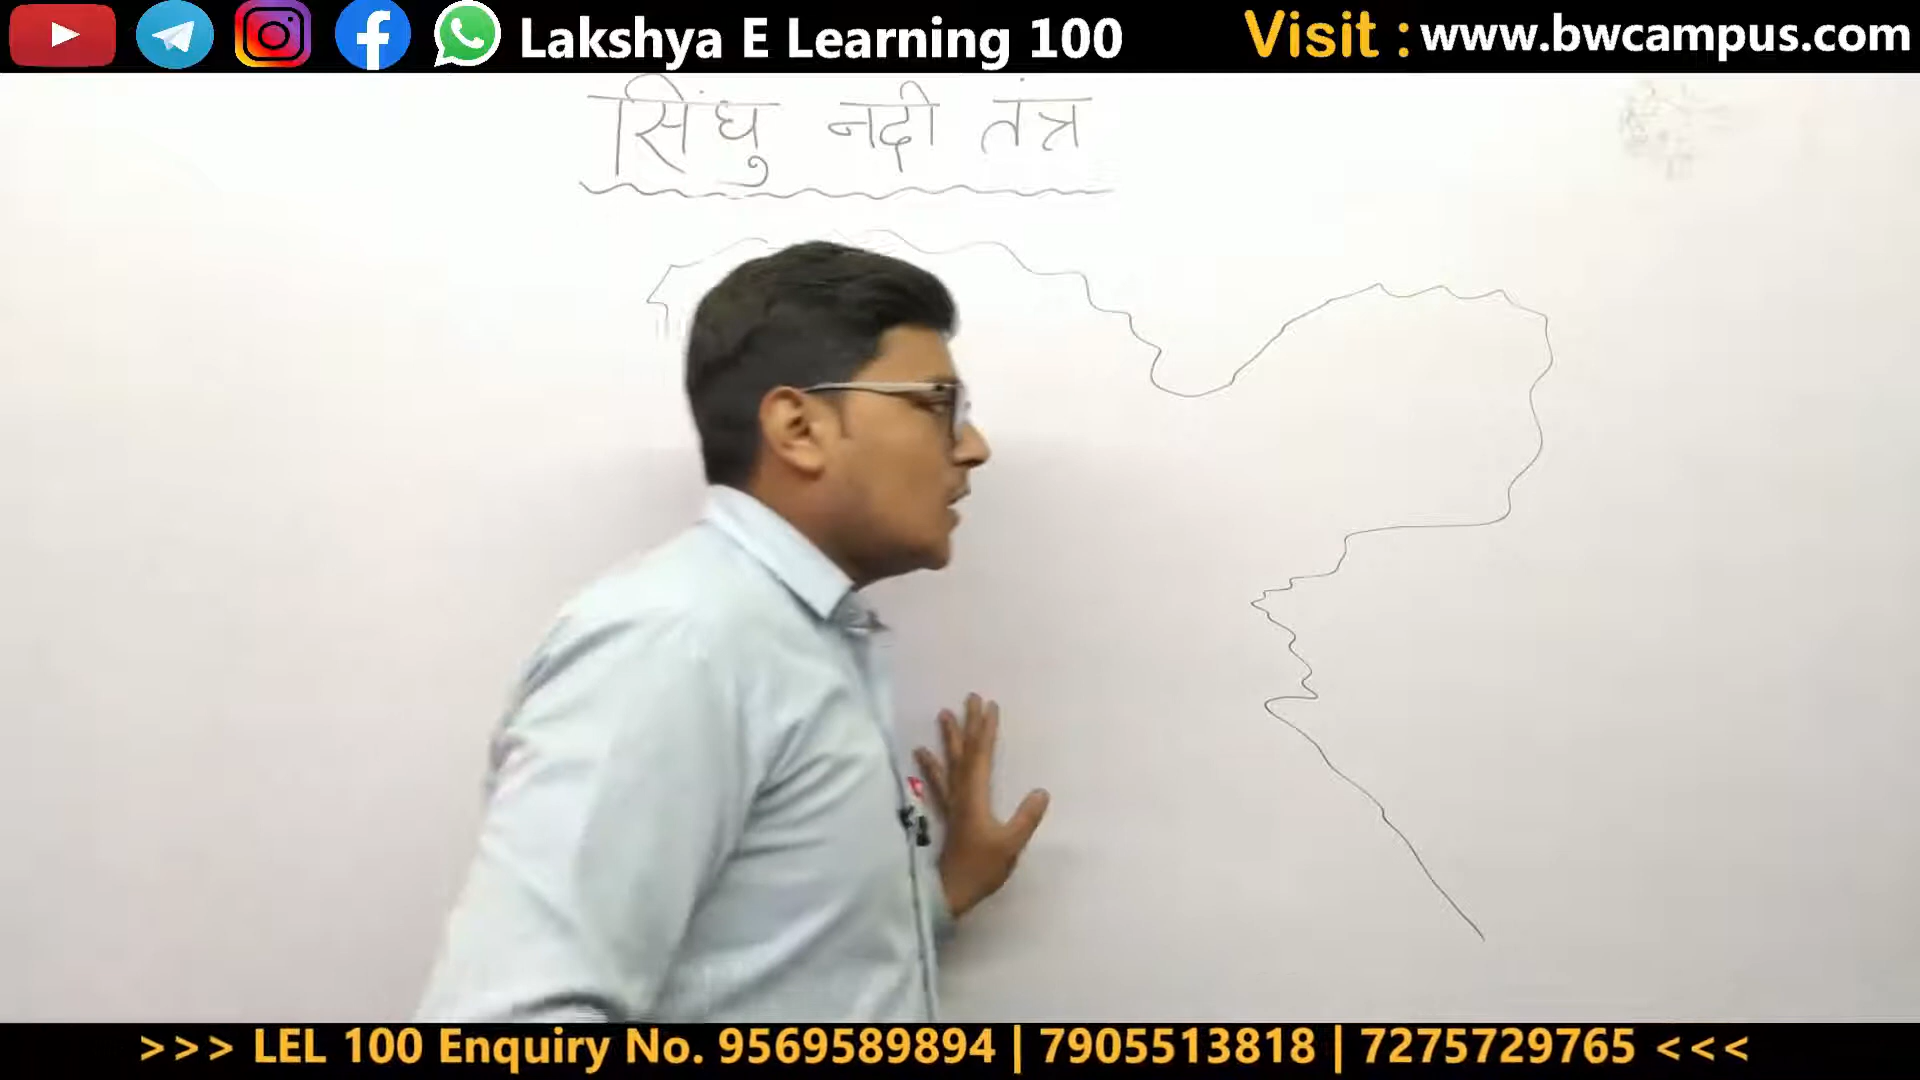 Lakshya E Learning 100 Visit : www.bwcampus.com
सिंधु नदी तंत्र
>>> LEL 100 Enquiry No. 9569589894 | 7905513818 | 7275729765 <<<